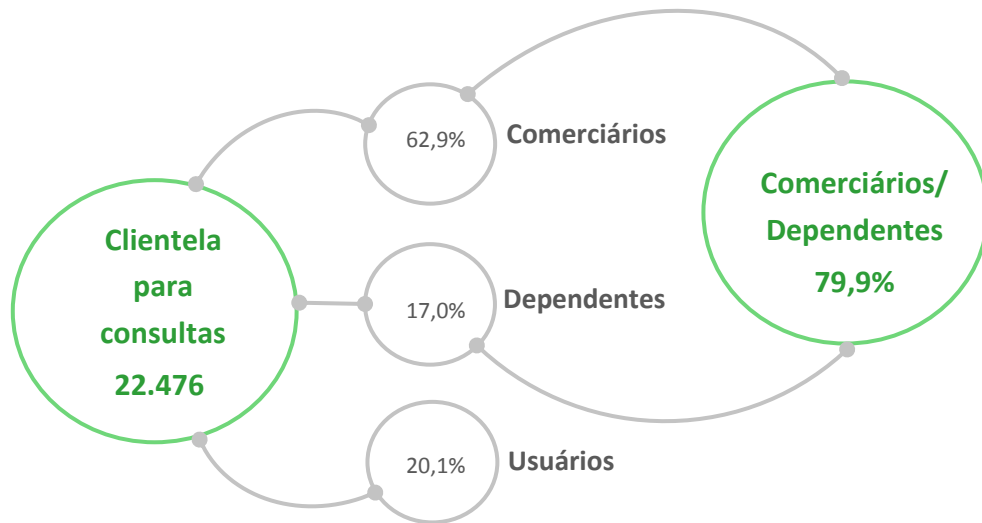 Clientela
para
consultas
22.476
62,9%
Comerciários
17,0%
Dependentes
20,1%
Usuários
Comerciários/
Dependentes
79,9%